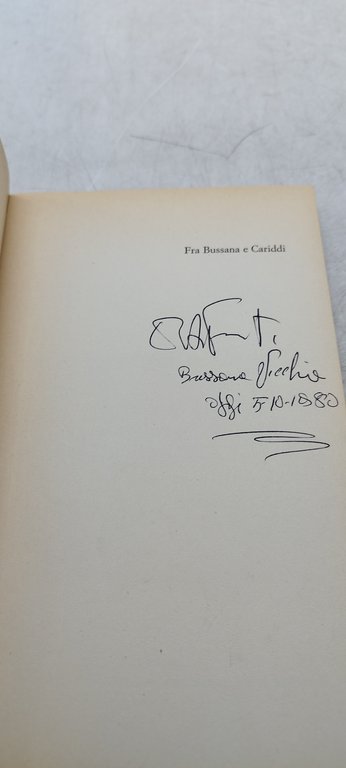 Fra Bussana e Cariddi
Bussana Vecchia
oggi 5-10-1980